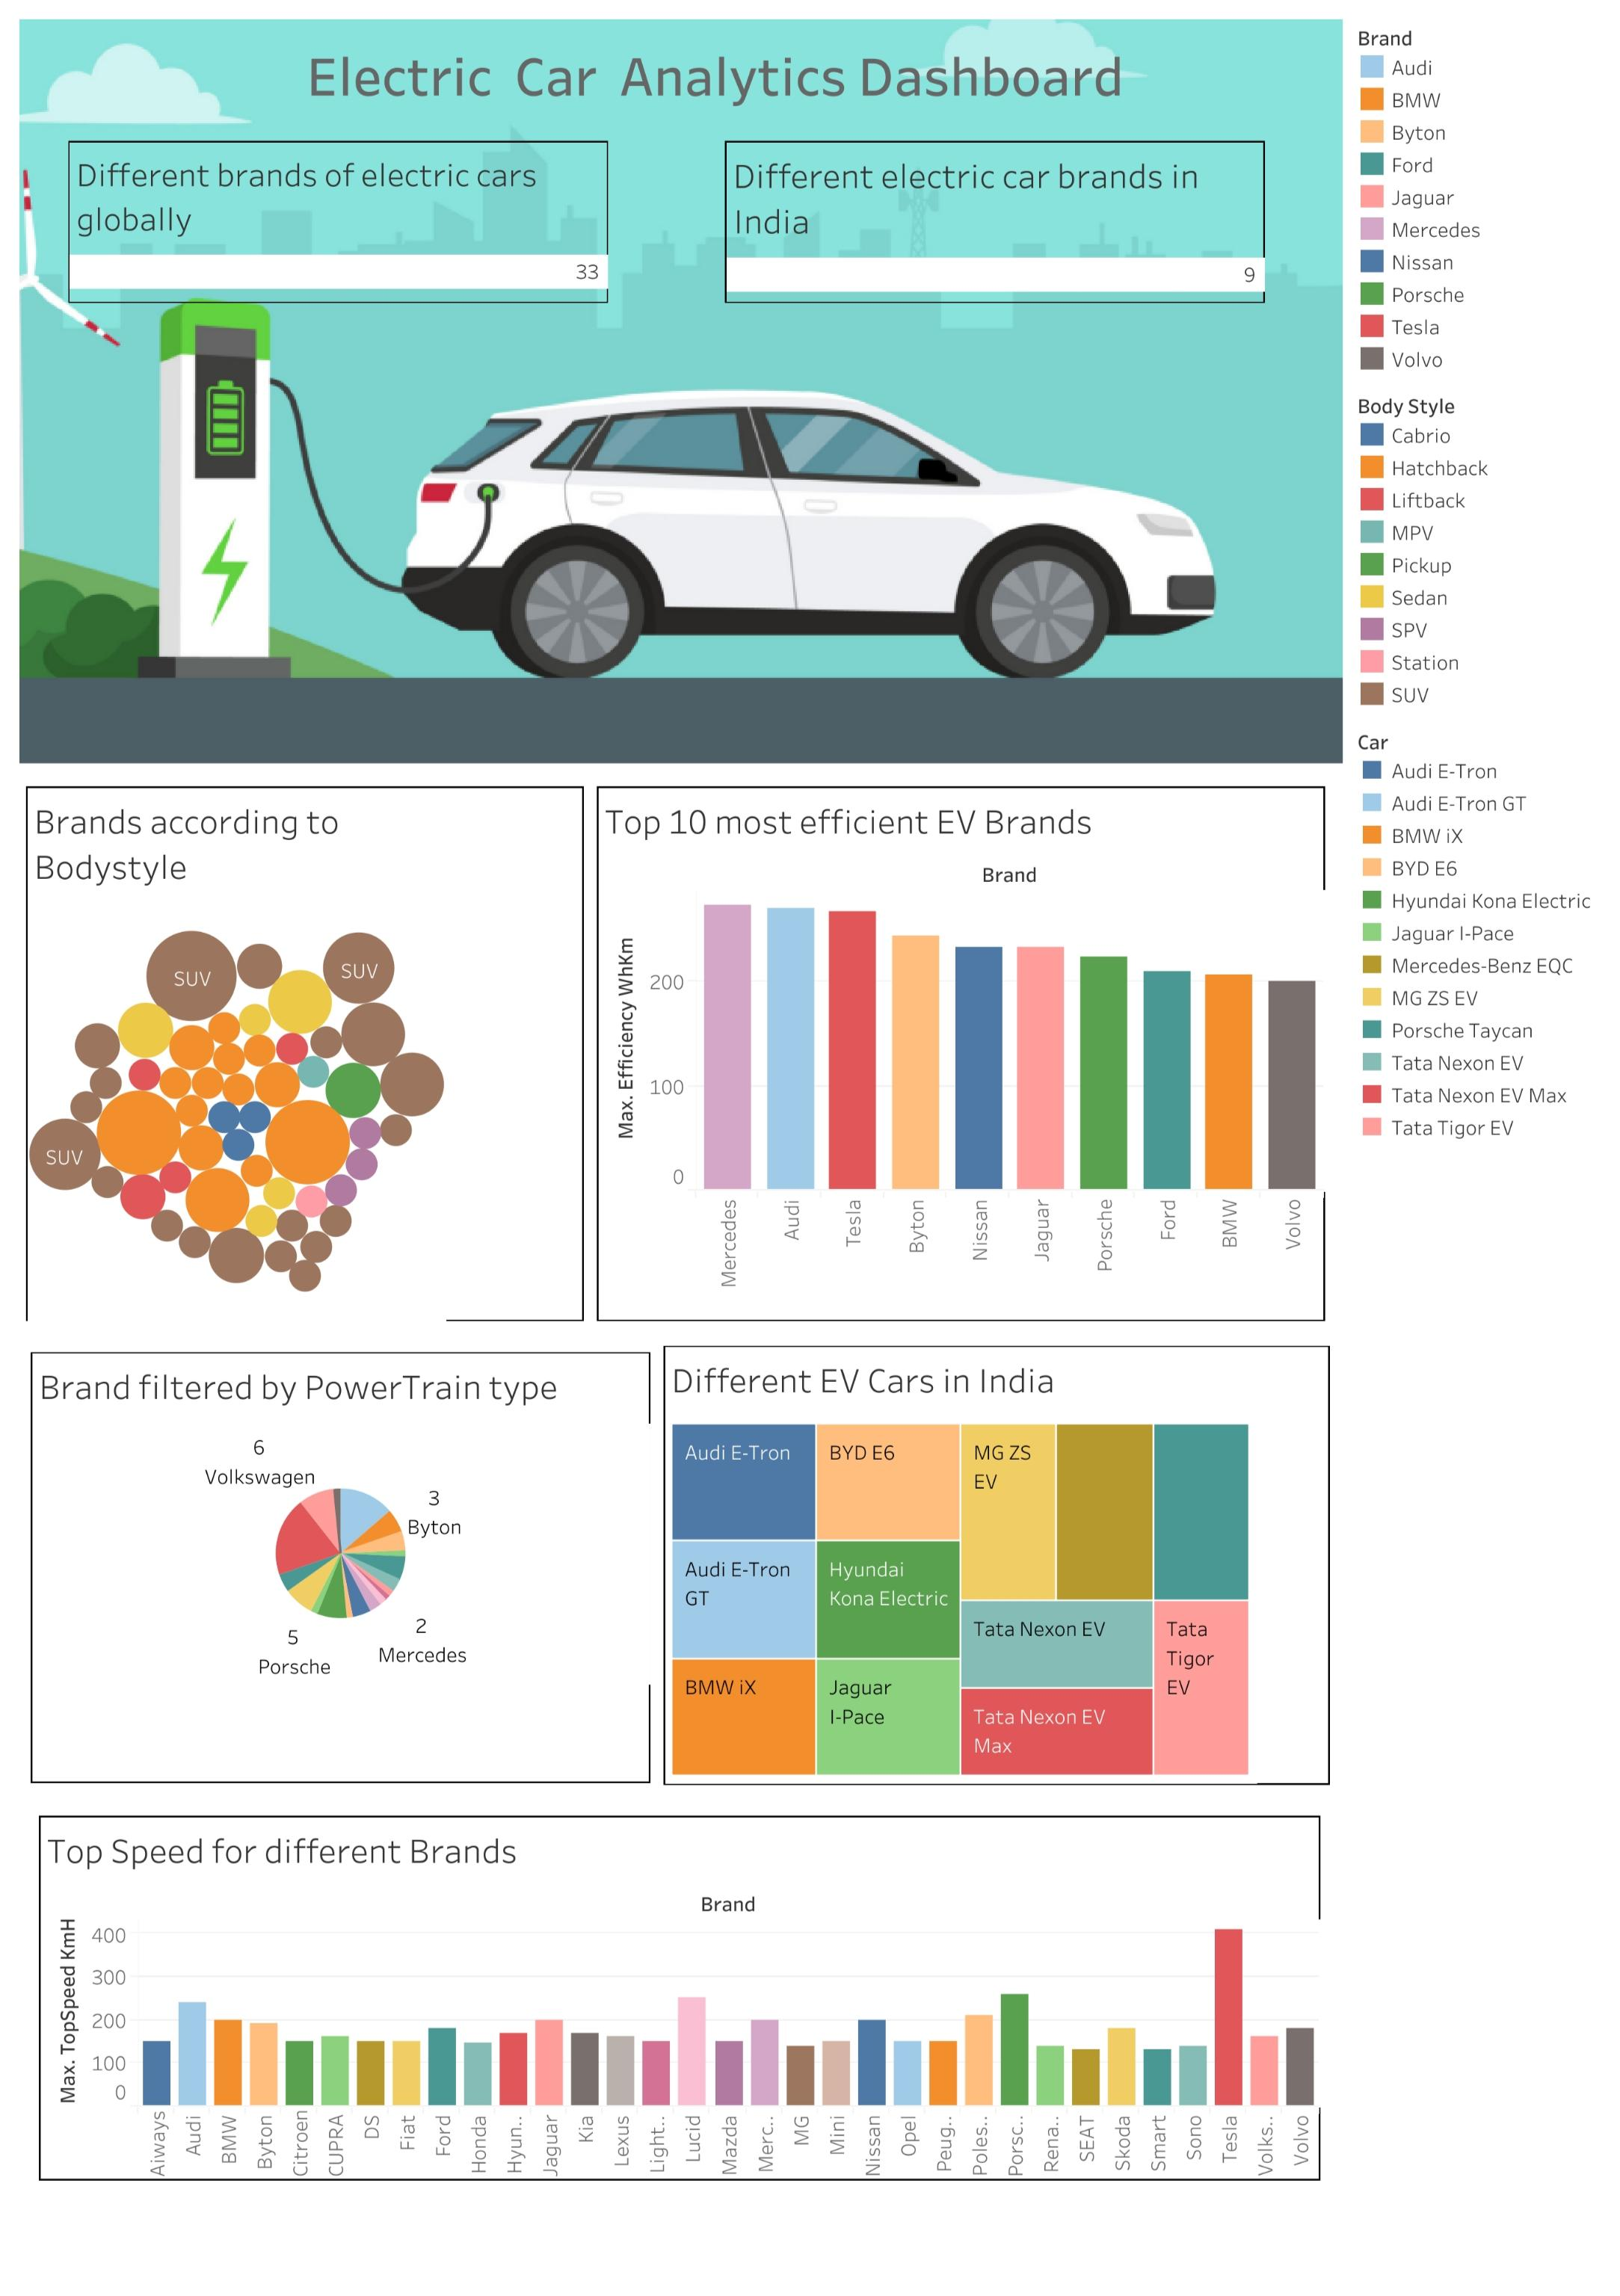 Electric Car Analytics Dashboard
Different brands of electric cars
globally
33
Different electric car brands in
India
9
Brand
Audi
BMW
Byton
Ford
Jaguar
Mercedes
Nissan
Porsche
Tesla
Volvo
Body Style
Cabrio
Hatchback
Liftback
MPV
Pickup
Sedan
SPV
Station
SUV
Car
Audi E-Tron
Audi E-Tron GT
BMW iX
BYD E6
Hyundai Kona Electric
Jaguar I-Pace
Mercedes-Benz EQC
MG ZS EV
Porsche Taycan
Tata Nexon EV
Tata Nexon EV Max
Tata Tigor EV
Brands according to
Bodystyle
SUV
SUV
SUV
Top 10 most efficient EV Brands
Brand
Max. Efficiency WhKm
200
100
0
Mercedes
Audi
Tesla
Byton
Nissan
Jaguar
Porsche
Ford
BMW
Volvo
Brand filtered by PowerTrain type
6
Volkswagen
3
Byton
2
Mercedes
5
Porsche
Different EV Cars in India
Audi E-Tron
Audi E-Tron
GT
BMW iX
BYD E6
Hyundai
Kona Electric
Jaguar
I-Pace
MG ZS
EV
Tata Nexon EV
Tata Nexon EV
Max
Tata
Tigor
EV
Top Speed for different Brands
Brand
Max. TopSpeed KmH
400
300
200
100
0
Aiways
Audi
BMW
Byton
Citroen
CUPRA
DS
Fiat
Ford
Honda
Hyun..
Jaguar
Kia
Lexus
Light..
Lucid
Mazda
Merc..
MG
Mini
Nissan
Opel
Peug..
Poles..
Porsc..
Rena..
SEAT
Skoda
Smart
Sono
Tesla
Volks..
Volvo